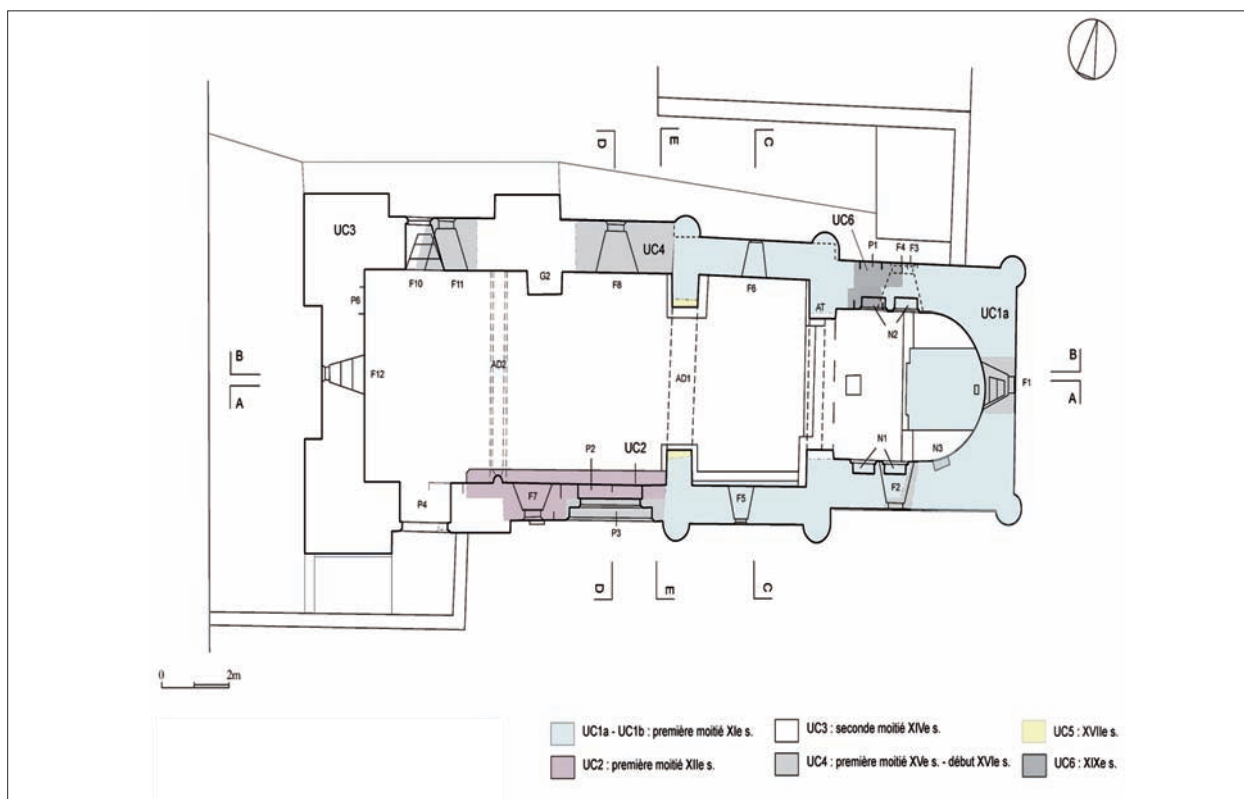 D
E
C
UC3
UC4
UC6
P1
F4
F3
F10
F11
G2
F8
F6
AT
N2
UC1a
P6
B
A
F12
AD2
AD1
B
A
F1
UC2
P2
N1
N3
F7
F5
F2
P4
P3
D
E
C
0
2m
UC1a - UC1b : première moitié XIe s.
UC3 : seconde moitié XIVe s.
UC5 : XVIIe s.
UC2 : première moitié XIIe s.
UC4 : première moitié XVe s. - début XVIe s.
UC6 : XIXe s.